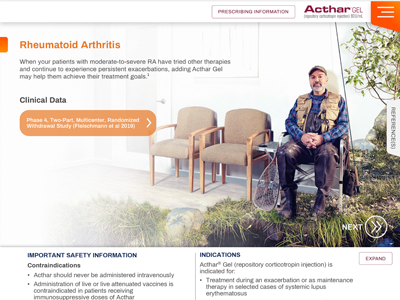 PRESCRIBING INFORMATION
Acthar GEL
repository corticotropin injection
Rheumatoid Arthritis
When your patients with moderate-to-severe RA have tried other therapies
and continue to experience persistent exacerbations, adding Acthar Gel
may help them achieve their treatment goals.1
Clinical Data
Phase 4, Two-Part, Multicenter, Randomized
Withdrawal Study (Fleischmann et al 2019)
REFERENCE(S)
NEXT
IMPORTANT SAFETY INFORMATION
Contraindications
• Acthar should never be administered intravenously
• Administration of live or live attenuated vaccines is
contraindicated in patients receiving
immunosuppressive doses of Acthar
INDICATIONS
Acthar® Gel (repository corticotropin injection) is
indicated for:
• Treatment during an exacerbation or as maintenance
therapy in selected cases of systemic lupus
erythematosus
EXPAND